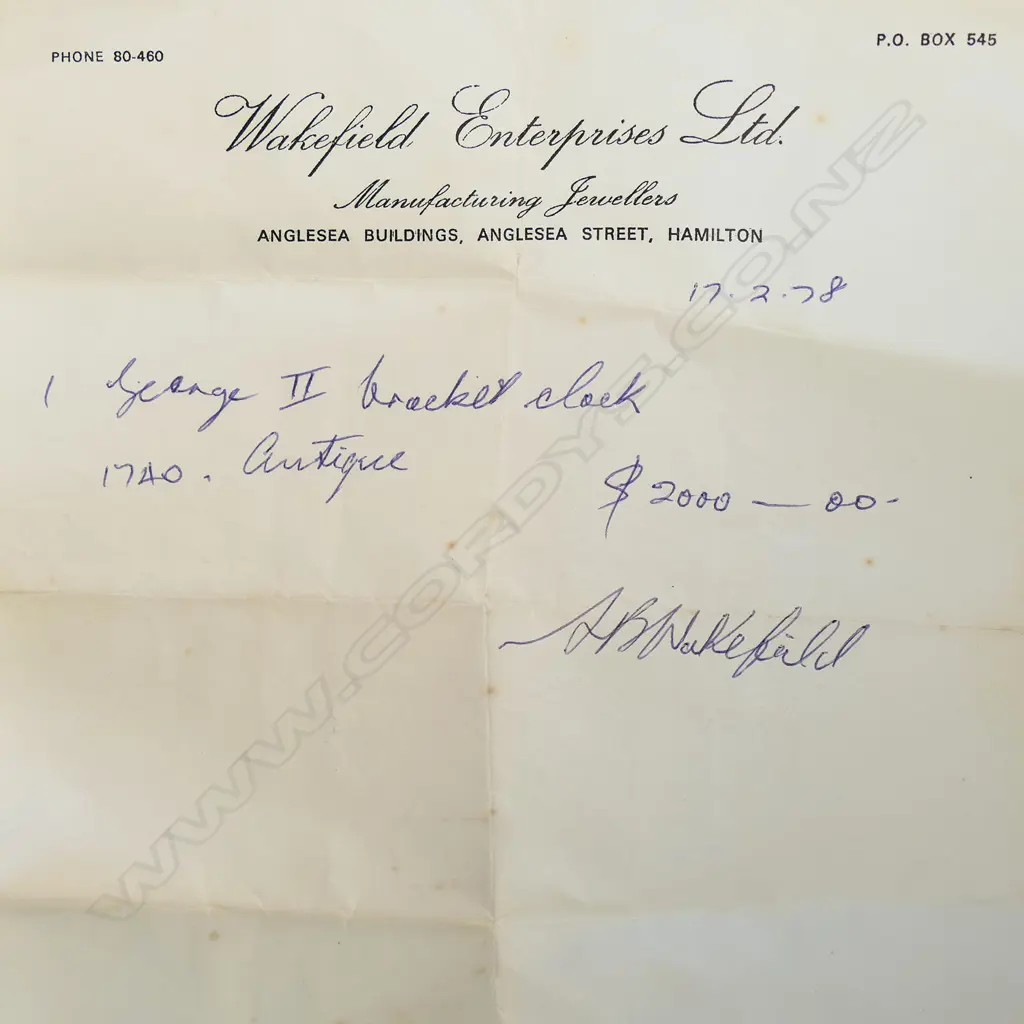 PHONE 80-460
P.O. BOX 545
Wakefield Enterprises Ltd.
Manufacturing Jewellers
ANGLESEA BUILDINGS, ANGLESEA STREET, HAMILTON
17.2.78
1 George II bracket clock
1740. Antique
$2000 — 00-
ABWakefield
WWW.CORDYS.CO.NZ